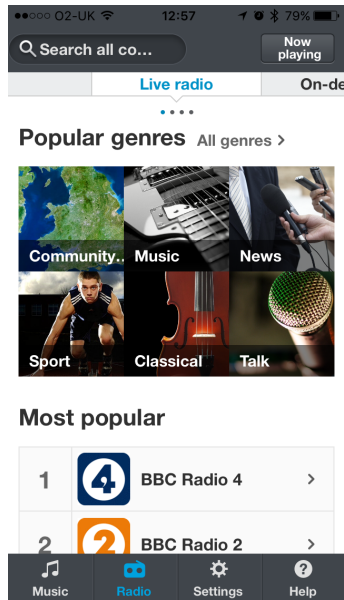 O2-UK 12:57 79%
Search all co...
Now
playing
Live radio
On-de
Popular genres All genres >
Community.. Music News
Sport Classical Talk
Most popular
1 4 BBC Radio 4 >
2 2 BBC Radio 2 >
Music Radio Settings Help